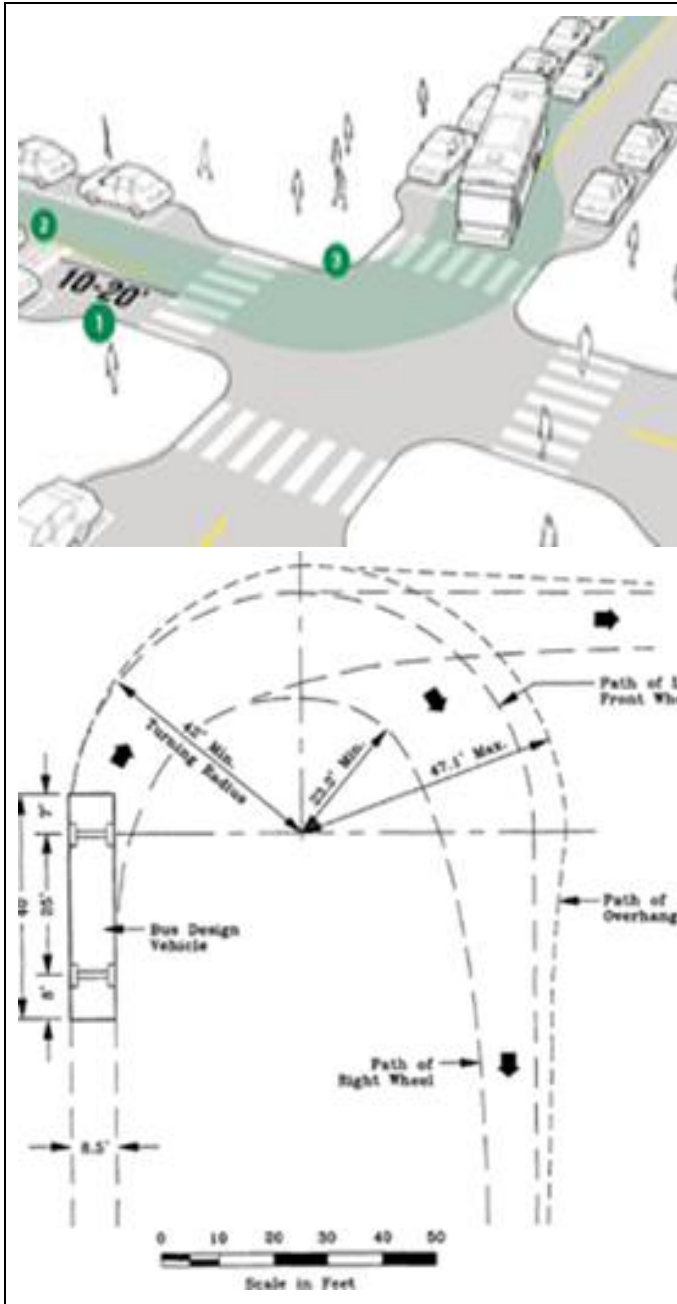 2
3
10-20'
1
42' Min.
Turning Radius
23.2' Min.
47.1' Max.
Path of
Front
7'
40'
25'
8'
Bus Design
Vehicle
Path of
Overhang
Path of
Right Wheel
8.5'
0 10 20 30 40 50
Scale in Feet